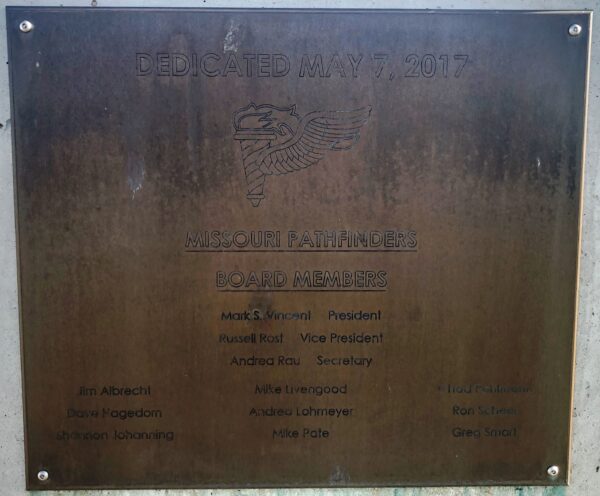 DEDICATED MAY 7, 2017
MISSOURI PATHFINDERS
BOARD MEMBERS
Mark S. Vincent President
Russell Rost Vice President
Andrea Rau Secretary
Jim Albrecht Mike Livengood
Dave Hagedorn Andrea Lohmeyer Ron Scheer
Shannon Johanning Mike Pate Greg Smart